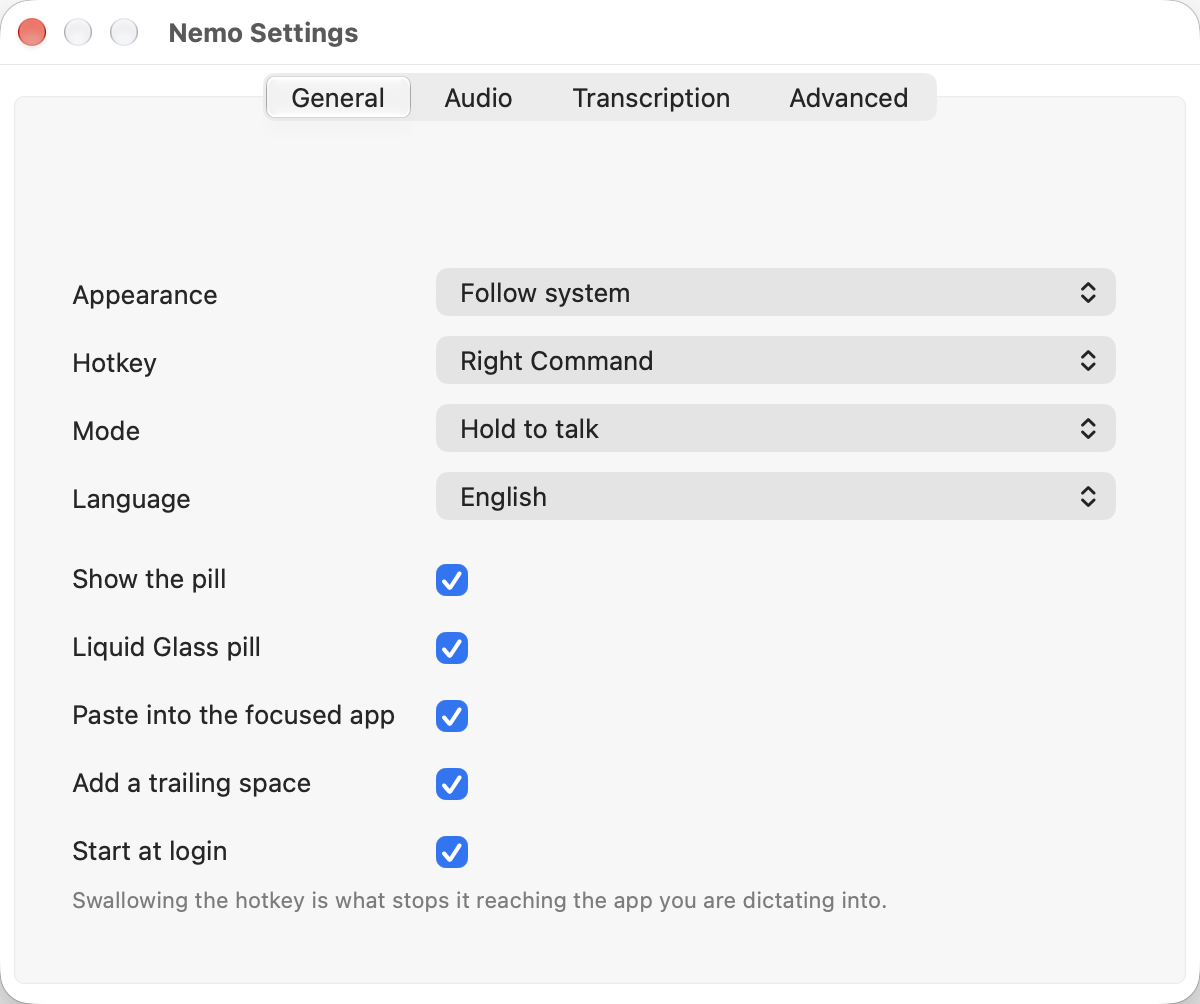 Nemo Settings
General Audio Transcription Advanced
Appearance Follow system
Hotkey Right Command
Mode Hold to talk
Language English
Show the pill
Liquid Glass pill
Paste into the focused app
Add a trailing space
Start at login
Swallowing the hotkey is what stops it reaching the app you are dictating into.